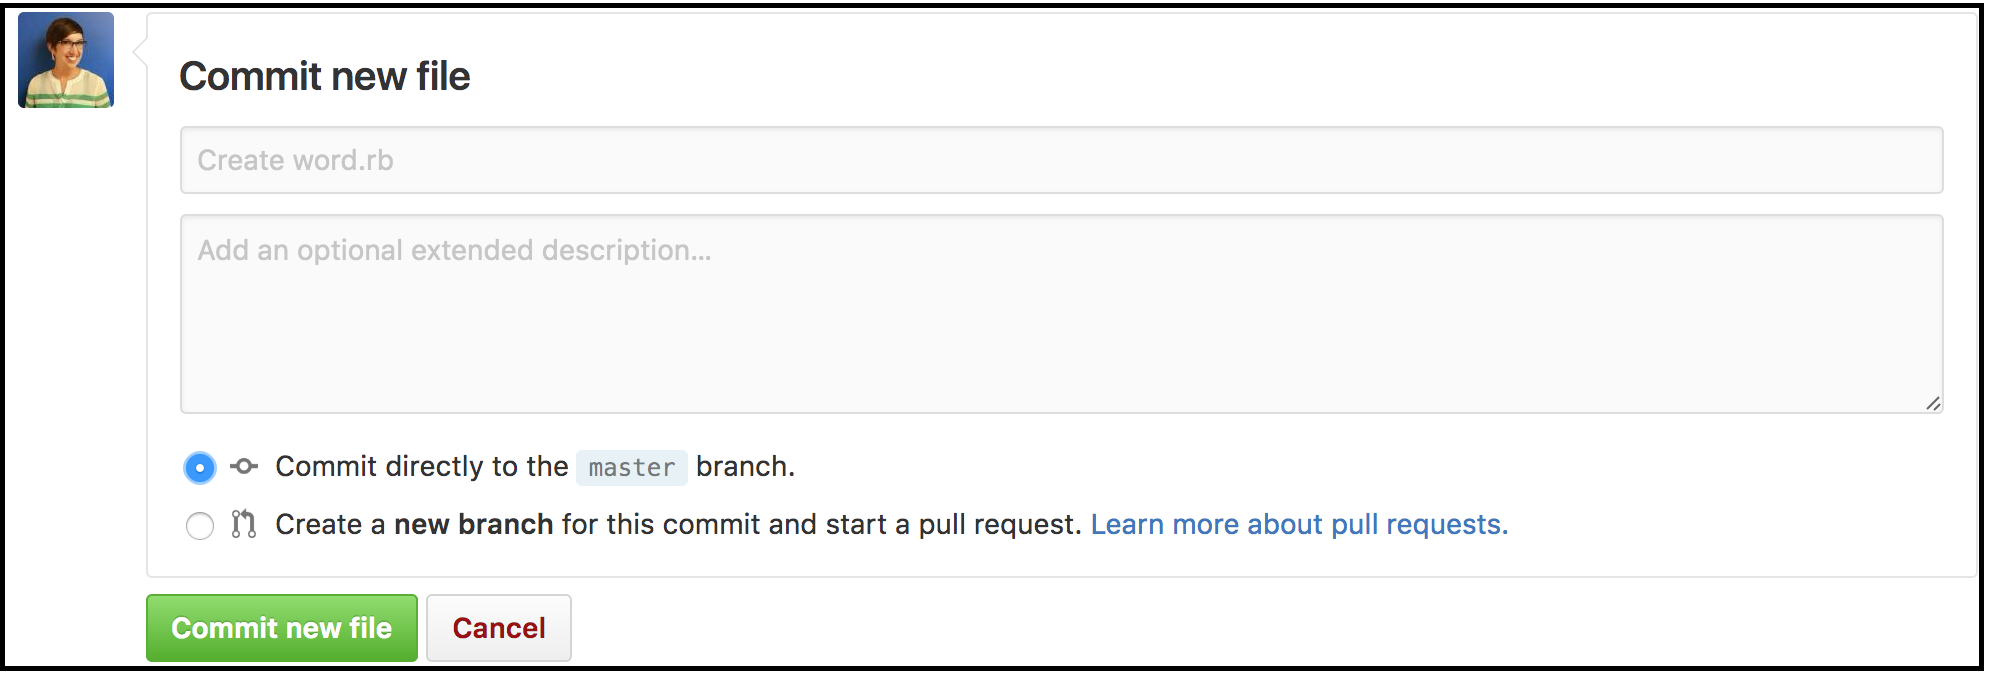 Commit new file
Create word.rb
Add an optional extended description...
Commit directly to the master branch.
Create a new branch for this commit and start a pull request. Learn more about pull requests.
Commit new file
Cancel